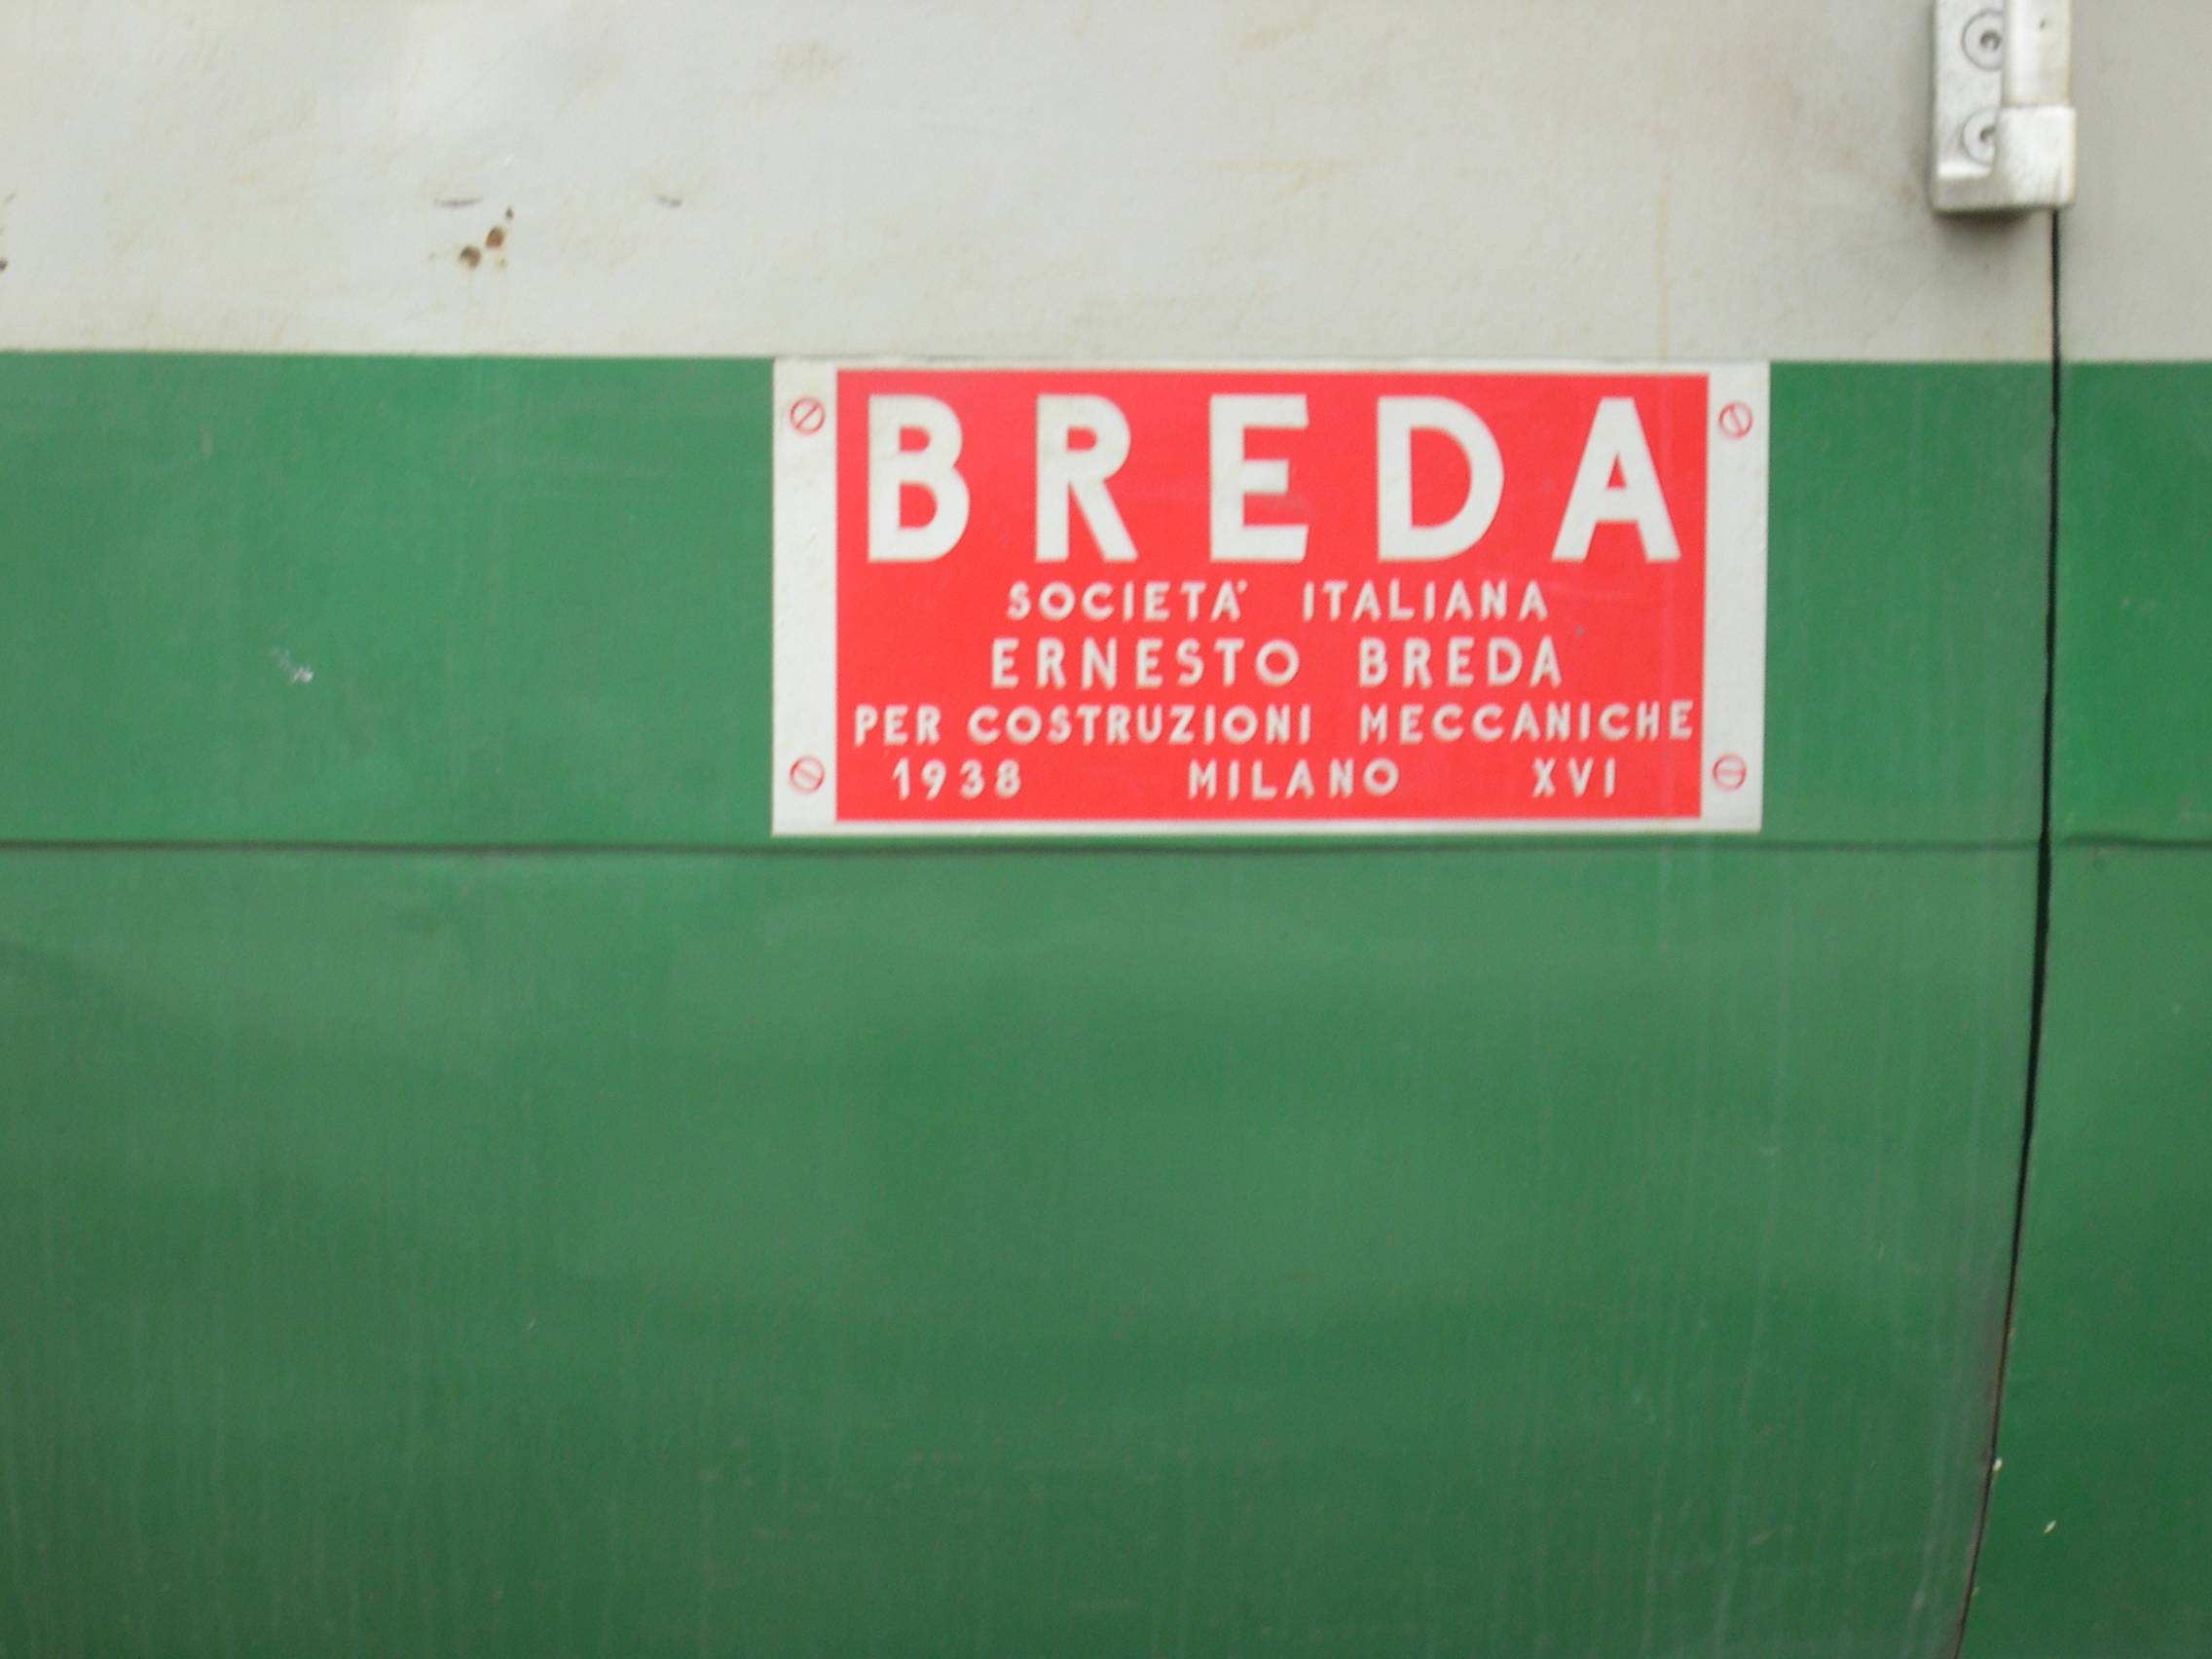 BREDA
SOCIETA' ITALIANA
ERNESTO BREDA
PER COSTRUZIONI MECCANICHE
1938 MILANO XVI